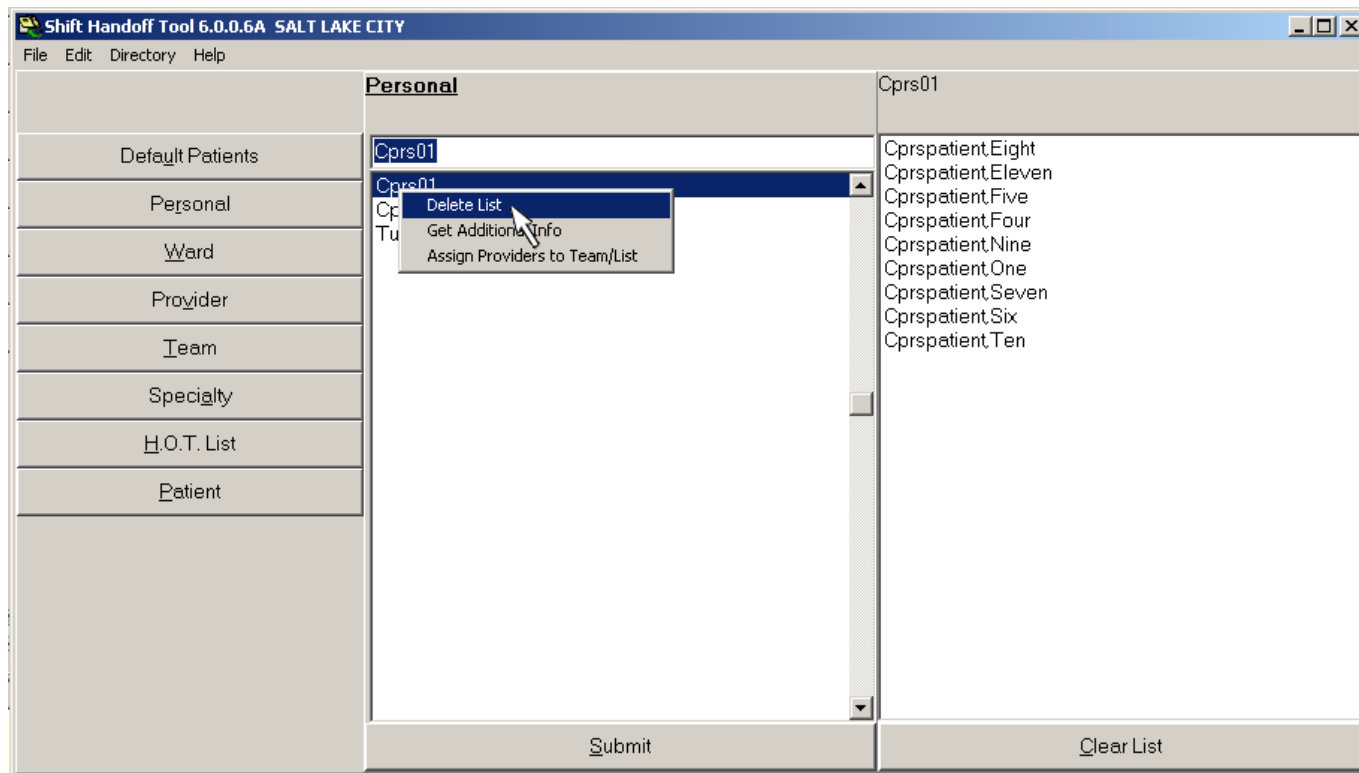 Shift Handoff Tool 6.0.0.6A SALT LAKE CITY
File Edit Directory Help
Personal
Cprs01
Default Patients
Personal
Ward
Provider
Team
Specialty
H.O.T. List
Patient
Cprs01
Cprs01
Delete List
Get Additional Info
Assign Providers to Team/List
Cprspatient,Eight
Cprspatient,Eleven
Cprspatient,Five
Cprspatient,Four
Cprspatient,Nine
Cprspatient,One
Cprspatient,Seven
Cprspatient,Six
Cprspatient,Ten
Submit
Clear List